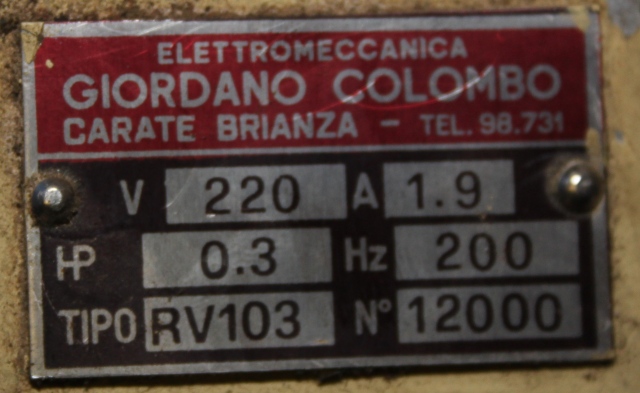 ELETTROMECCANICA
GIORDANO COLOMBO
CARATE BRIANZA - TEL. 98.731
V 220 A 1.9
HP 0.3 Hz 200
TIPO RV103 N° 12000